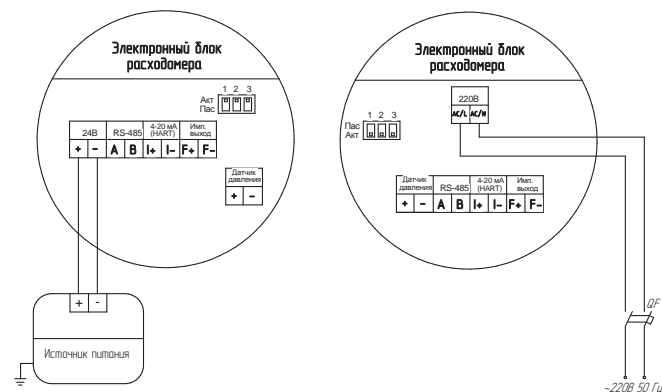 Электронный блок
расходомера
1 2 3
Акт
Пас
24В RS-485 4-20 мА (HART) Имп. выход
+ - A B I+ I- F+ F-
Датчик
давления
+ -
+ -
Источник питания
Электронный блок
расходомера
220В
AC/L AC/N
1 2 3
Пас
Акт
Датчик давления RS-485 4-20 мА (HART) Имп. выход
+ - A B I+ I- F+ F-
QF
~220В 50 Гц